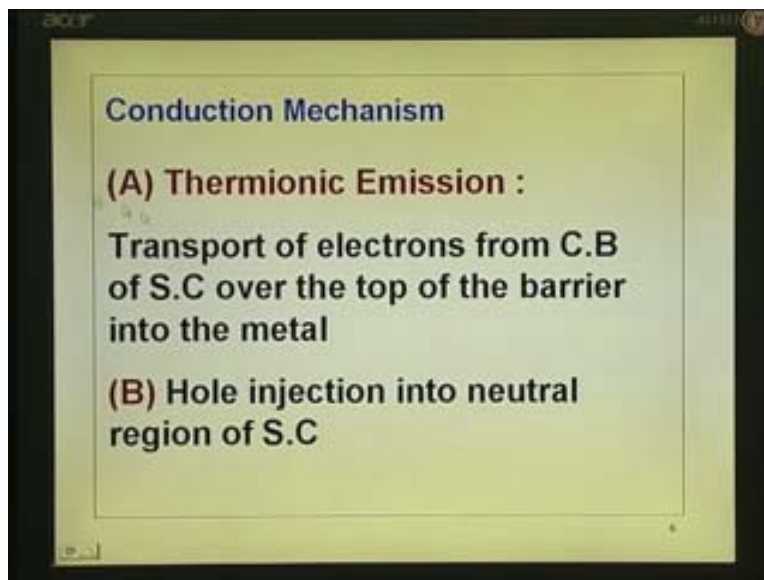 acer
Conduction Mechanism
(A) Thermionic Emission :
Transport of electrons from C.B
of S.C over the top of the barrier
into the metal
(B) Hole injection into neutral
region of S.C
6